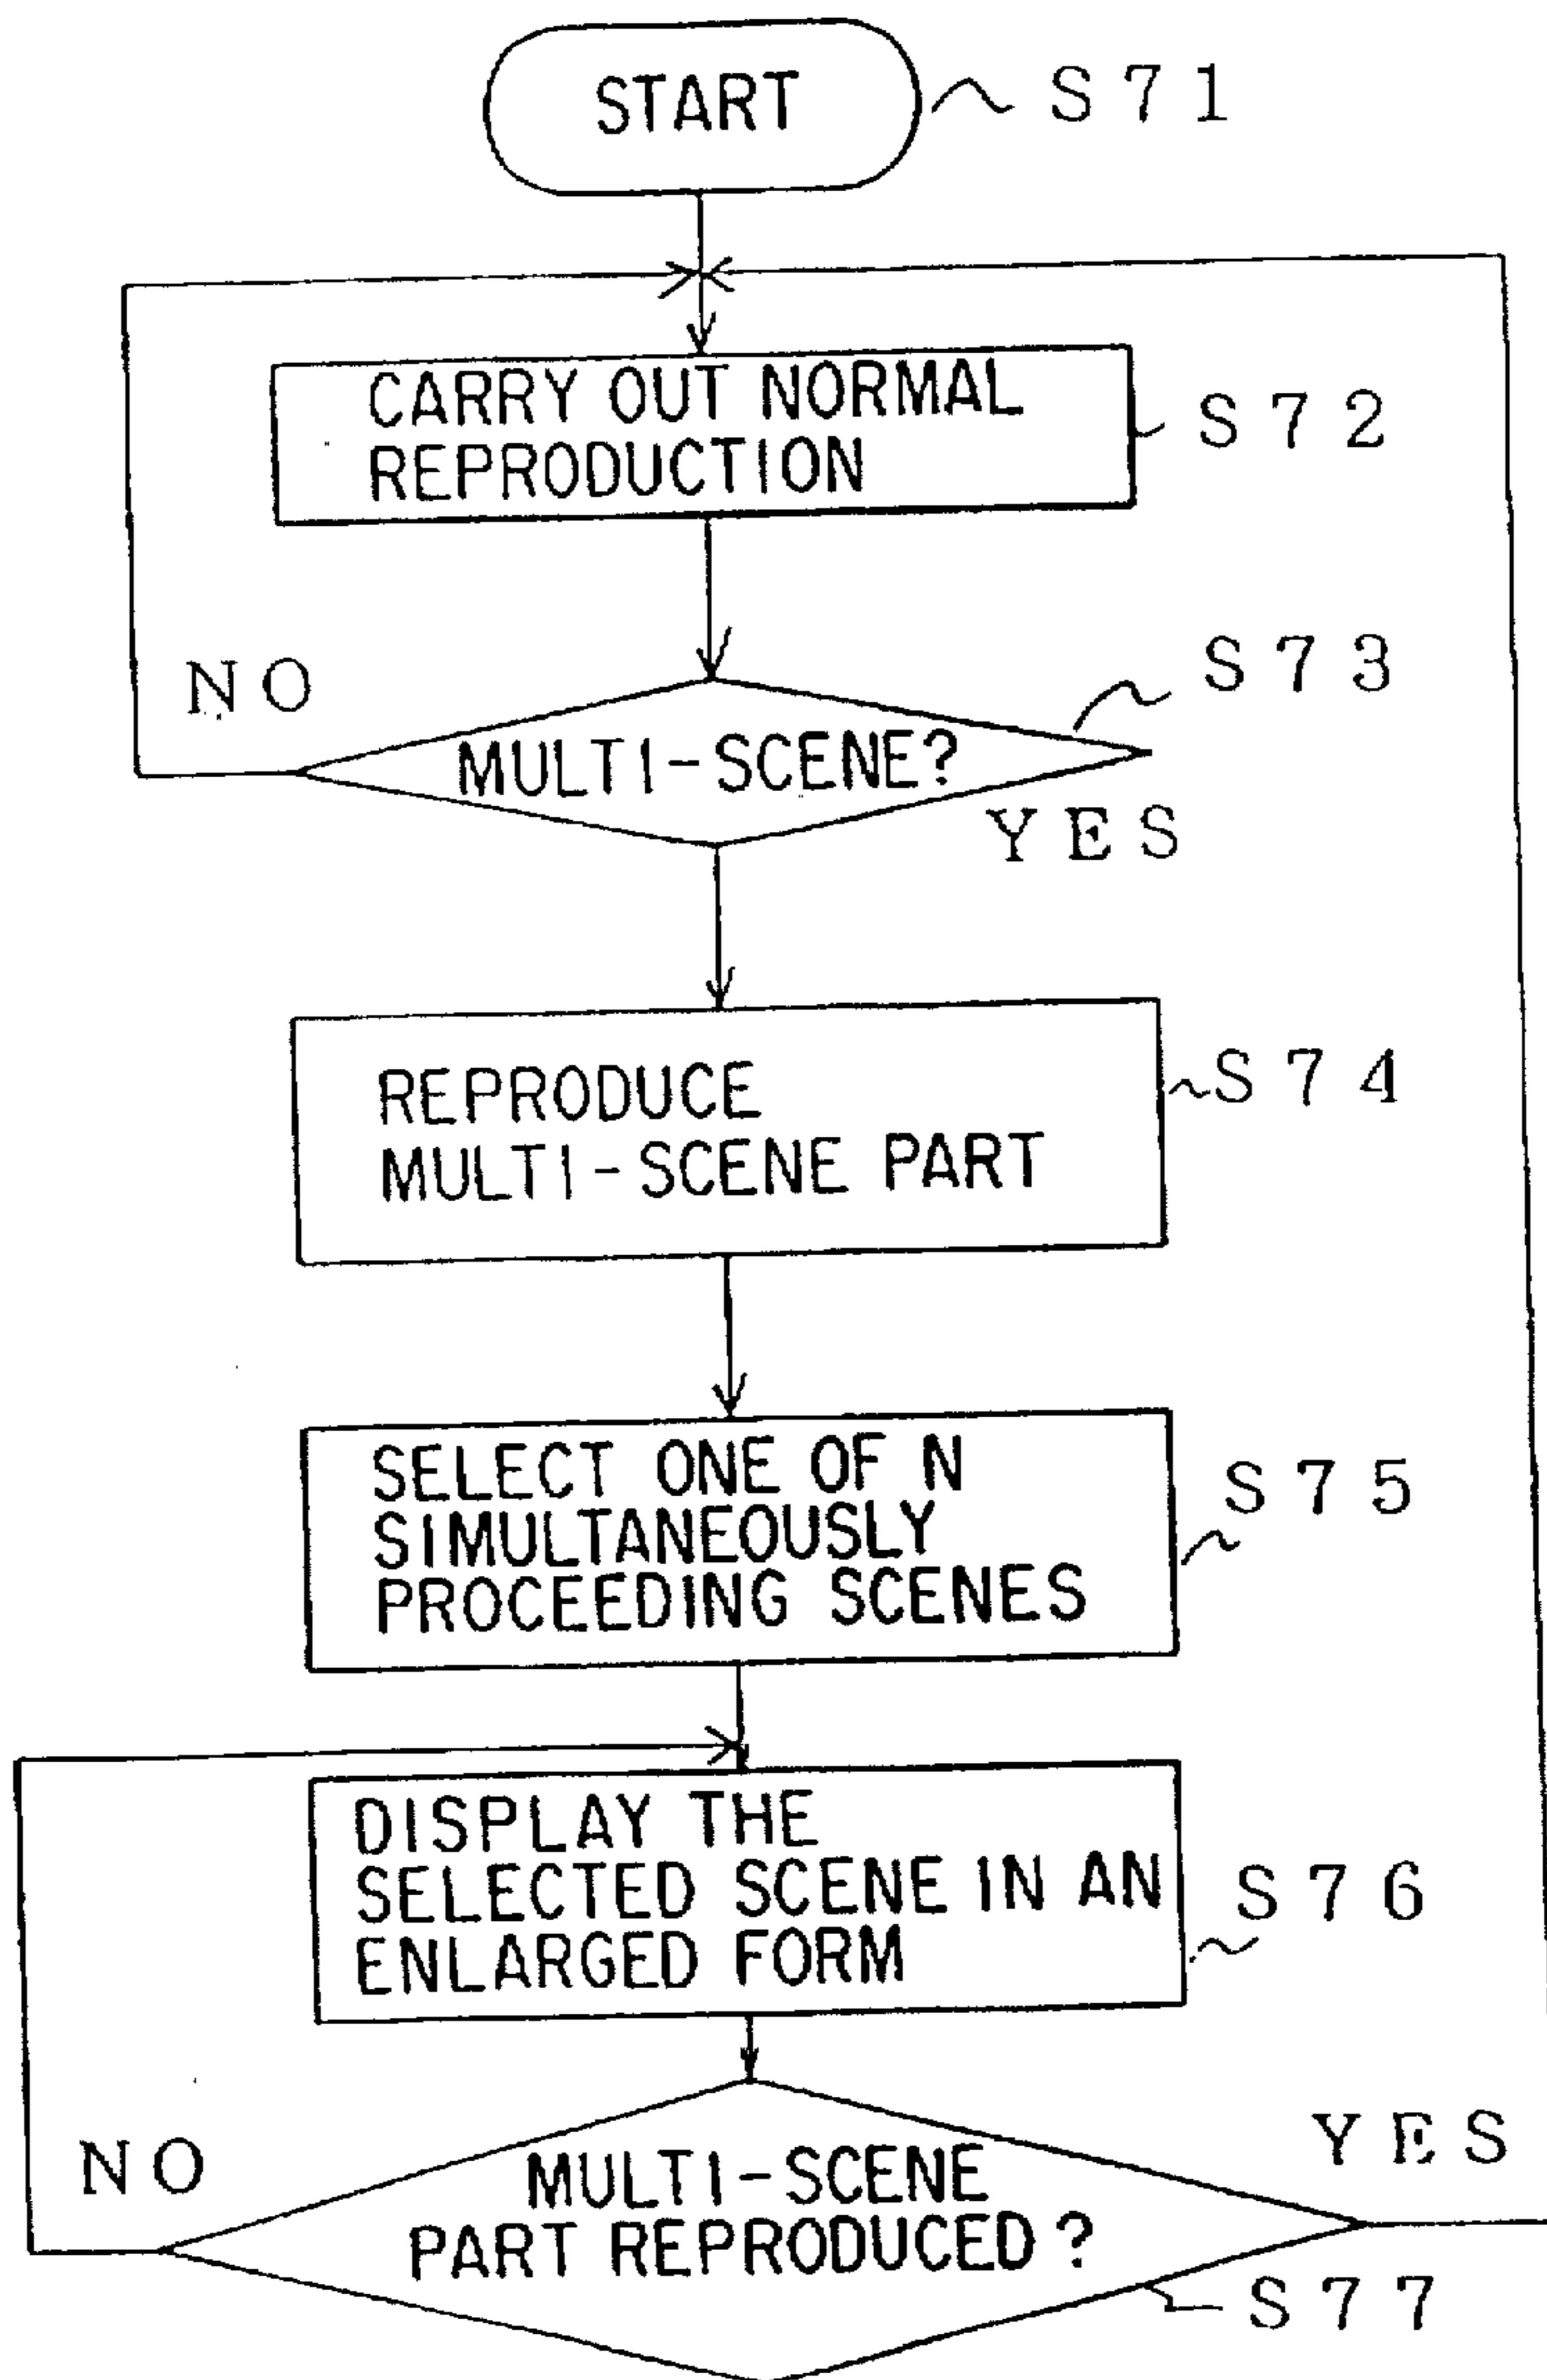 START
S71
CARRY OUT NORMAL
REPRODUCTION
S72
NO
S73
MULTI-SCENE?
YES
REPRODUCE
MULTI-SCENE PART
S74
SELECT ONE OF N
SIMULTANEOUSLY
PROCEEDING SCENES
S75
DISPLAY THE
SELECTED SCENE IN AN
ENLARGED FORM
S76
NO
YES
MULTI-SCENE
PART REPRODUCED?
S77